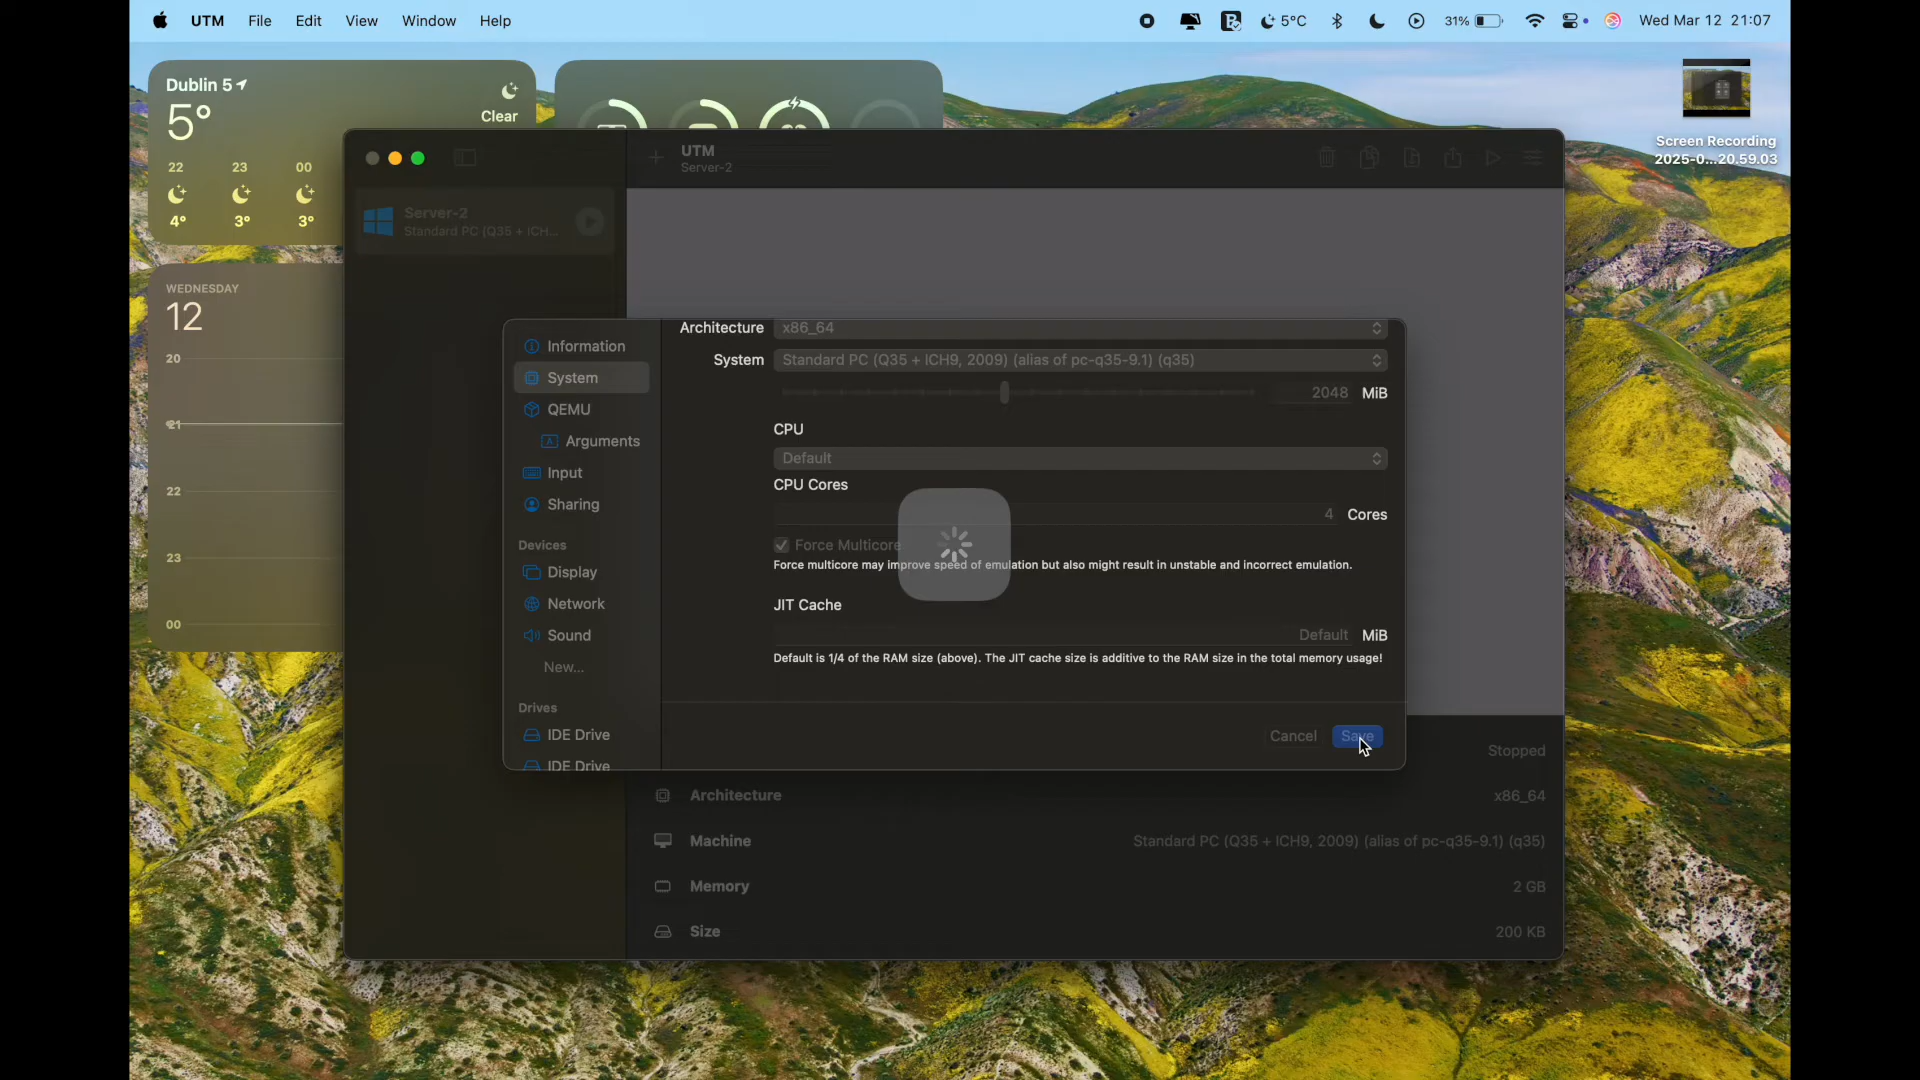 UTM File Edit View Window Help
5°C 31% Wed Mar 12 21:07
Dublin 5
5°
Clear
22 23 00
4° 3° 3°
WEDNESDAY
12
20
21
22
23
00
Screen Recording
2025-0...20.59.03
UTM
Server-2
Server-2
Standard PC (Q35 + ICH...
Information
System
QEMU
Arguments
Input
Sharing
Devices
Display
Network
Sound
New...
Drives
IDE Drive
IDE Drive
Architecture x86_64
System Standard PC (Q35 + ICH9, 2009) (alias of pc-q35-9.1) (q35)
2048 MiB
CPU
Default
CPU Cores
4 Cores
Force Multicore
Force multicore may improve speed of emulation but also might result in unstable and incorrect emulation.
JIT Cache
Default MiB
Default is 1/4 of the RAM size (above). The JIT cache size is additive to the RAM size in the total memory usage!
Cancel Save
Stopped
Architecture x86_64
Machine Standard PC (Q35 + ICH9, 2009) (alias of pc-q35-9.1) (q35)
Memory 2 GB
Size 200 KB